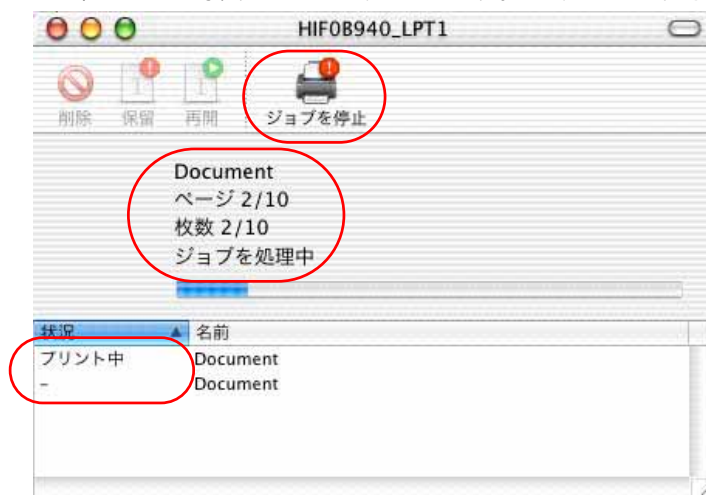 HIF0B940_LPT1
削除 保留 再開 ジョブを停止
Document
ページ 2/10
枚数 2/10
ジョブを処理中
状況 名前
プリント中 Document
- Document